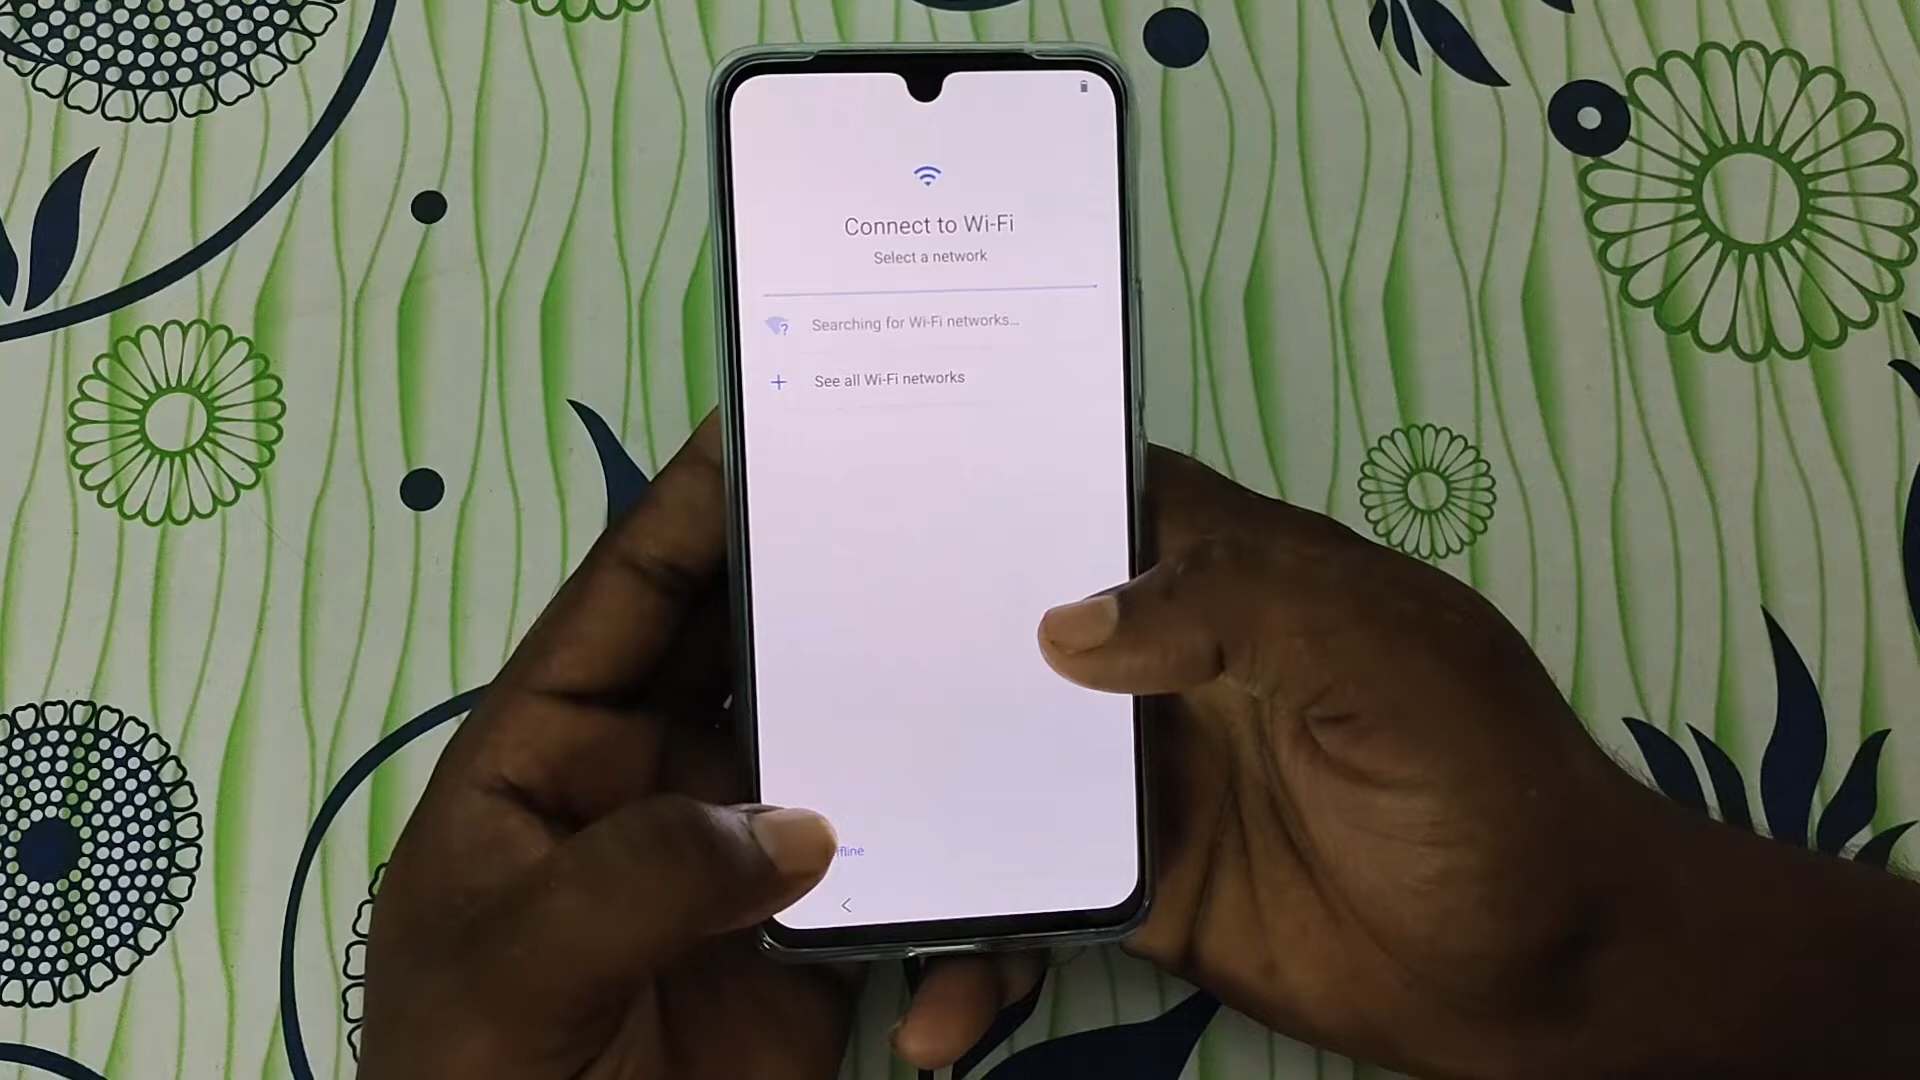 Connect to Wi-Fi
Select a network
Searching for Wi-Fi networks...
See all Wi-Fi networks